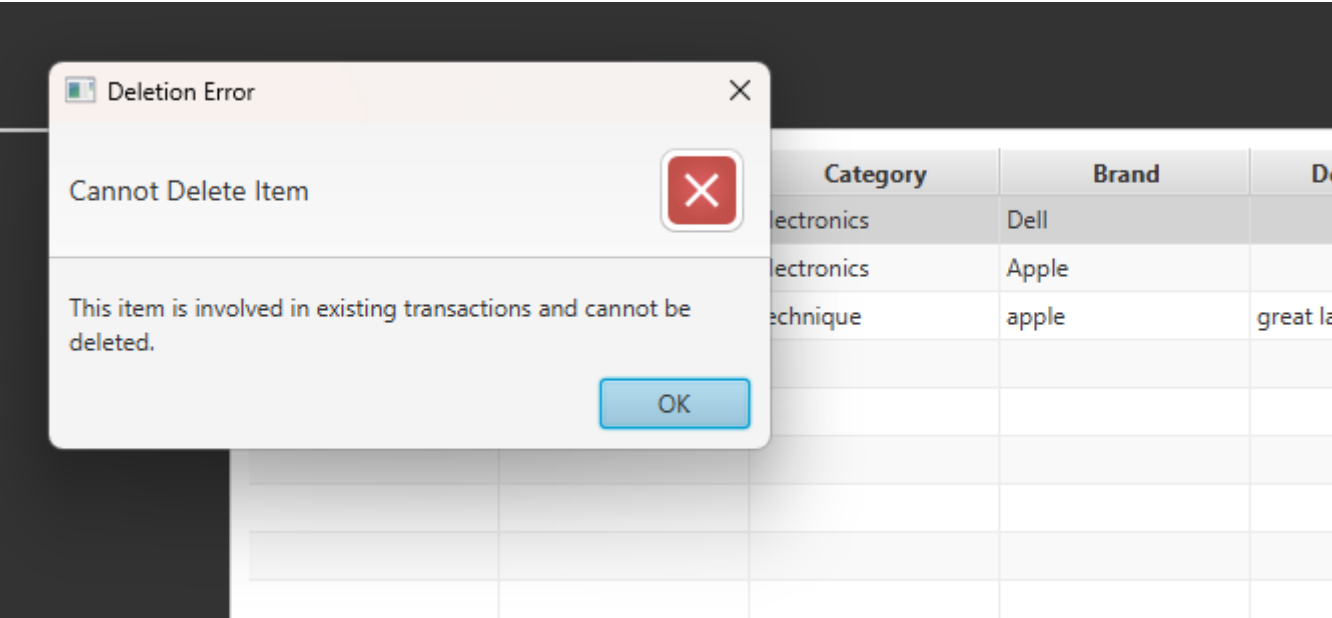 Deletion Error
Cannot Delete Item
This item is involved in existing transactions and cannot be
deleted.
OK
Category Brand
Dell
Apple
apple great